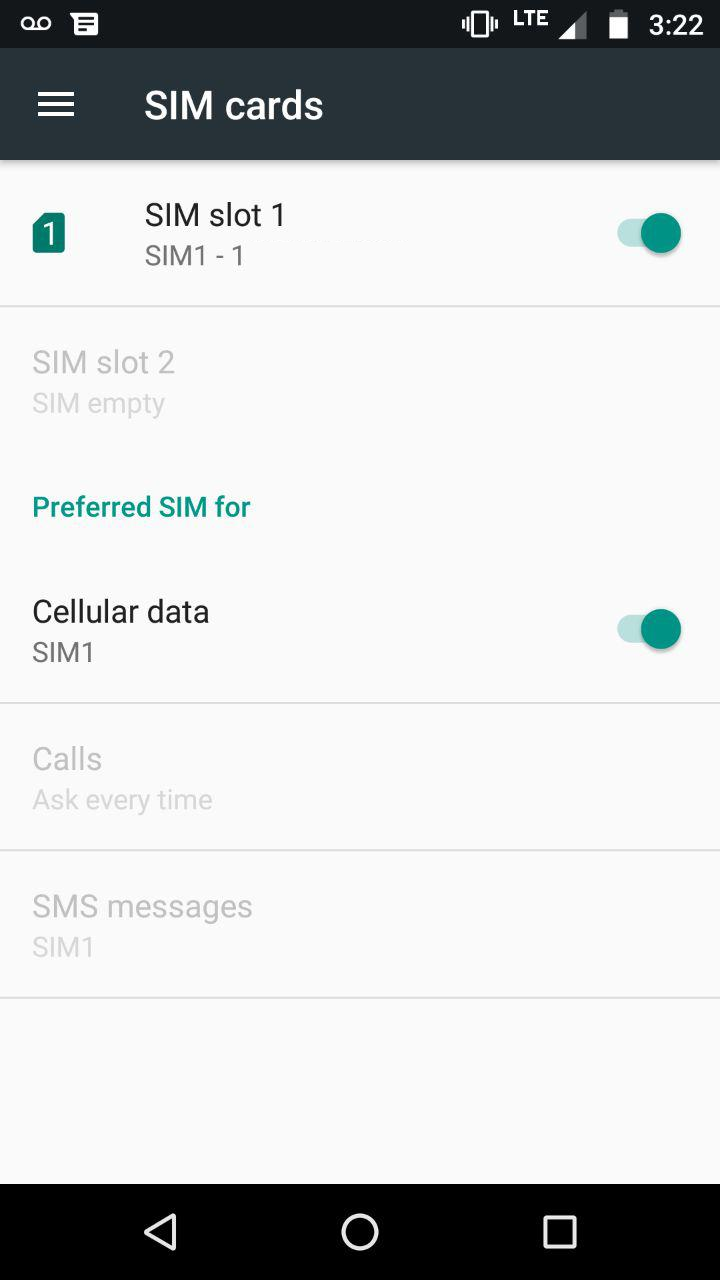 LTE 3:22
SIM cards
1
SIM slot 1
SIM1 - 1
SIM slot 2
SIM empty
Preferred SIM for
Cellular data
SIM1
Calls
Ask every time
SMS messages
SIM1